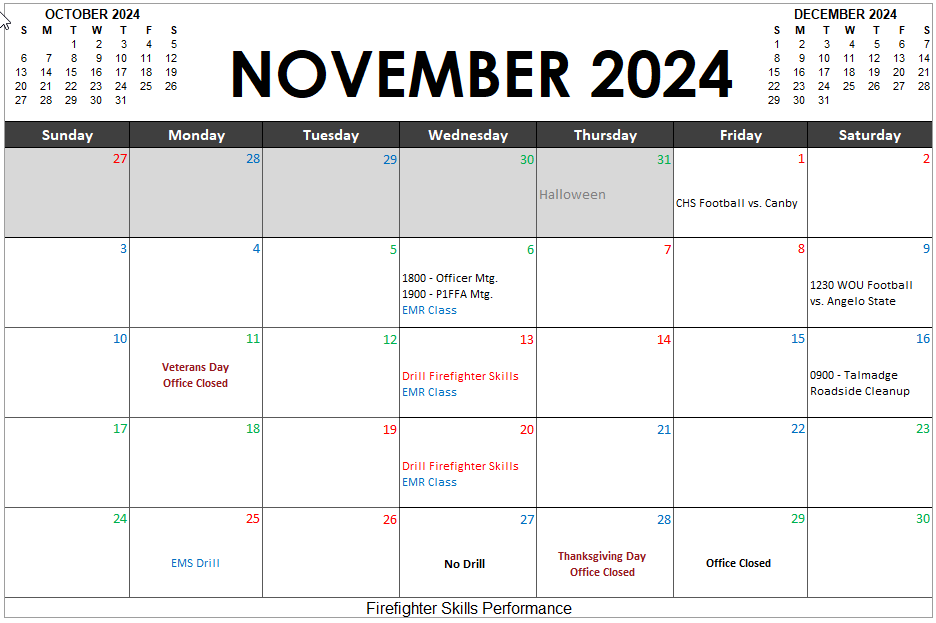 OCTOBER 2024
S M T W T F S
1 2 3 4 5
6 7 8 9 10 11 12
13 14 15 16 17 18 19
20 21 22 23 24 25 26
27 28 29 30 31
NOVEMBER 2024
DECEMBER 2024
S M T W T F S
1 2 3 4 5 6 7
8 9 10 11 12 13 14
15 16 17 18 19 20 21
22 23 24 25 26 27 28
29 30 31
Sunday Monday Tuesday Wednesday Thursday Friday Saturday
27 28 29 30 31 1 2
Halloween
CHS Football vs. Canby
3 4 5 6 7 8 9
1800 - Officer Mtg.
1900 - P1FFA Mtg.
EMR Class
1230 WOU Football
vs. Angelo State
10 11 12 13 14 15 16
Veterans Day
Office Closed
Drill Firefighter Skills
EMR Class
0900 - Talmadge
Roadside Cleanup
17 18 19 20 21 22 23
Drill Firefighter Skills
EMR Class
24 25 26 27 28 29 30
EMS Drill
No Drill
Thanksgiving Day
Office Closed
Office Closed
Firefighter Skills Performance